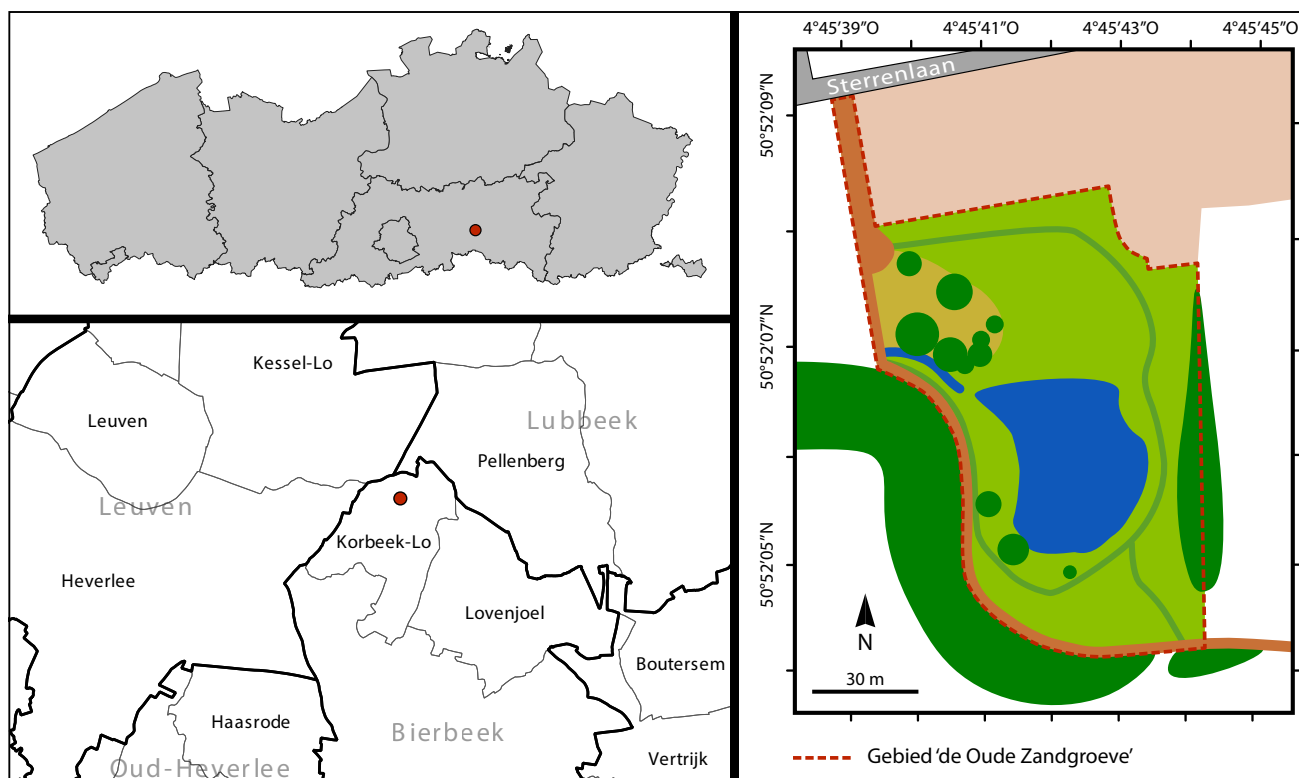 Kessel-Lo
Leuven
Lubbeek
Pellenberg
Leuven
Korbeek-Lo
Heverlee
Lovenjoel
Boutersem
Haasrode
Bierbeek
Vertrijk
Oud-Heverlee
4°45'39"O
4°45'41"O
4°45'43"O
4°45'45"O
Sterrenlaan
50°52'09"N
50°52'07"N
50°52'05"N
N
30 m
Gebied ‘de Oude Zandgroeve’